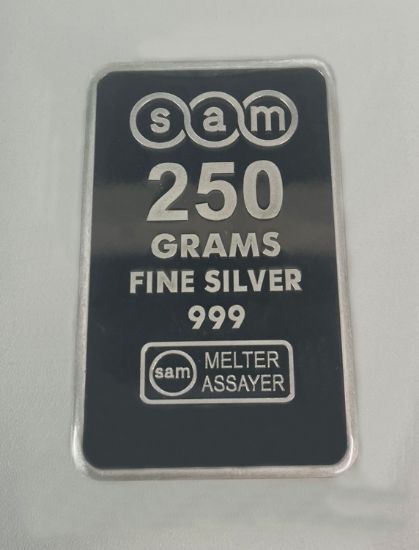 sam
250
GRAMS
FINE SILVER
999
sam MELTER
ASSAYER